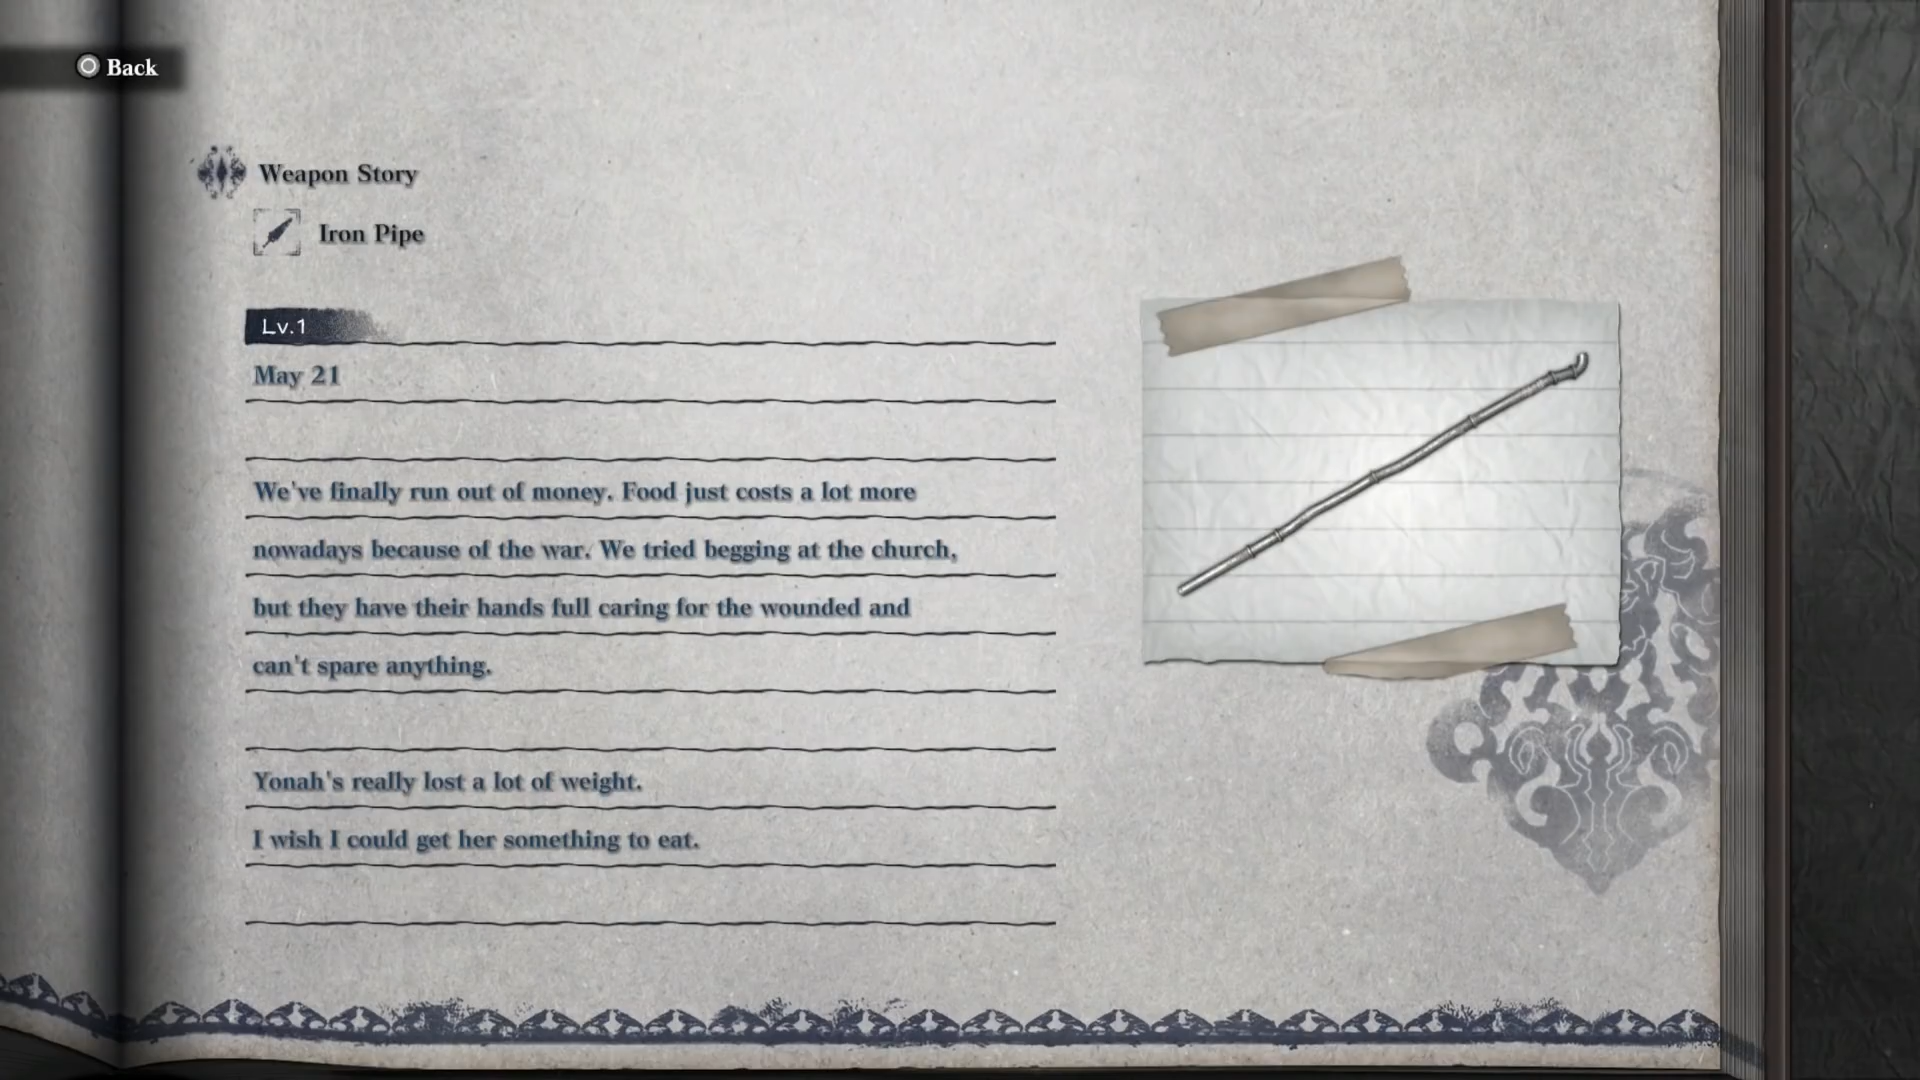 Back
Weapon Story
Iron Pipe
Lv.1
May 21
We've finally run out of money. Food just costs a lot more
nowadays because of the war. We tried begging at the church,
but they have their hands full caring for the wounded and
can't spare anything.
Yonah's really lost a lot of weight.
I wish I could get her something to eat.